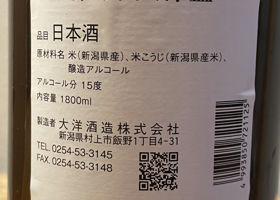 品目 日本酒
原材料名 米(新潟県産)、米こうじ(新潟県産米)、
醸造アルコール
アルコール分 15度
内容量 1800ml
製造者 大洋酒造株式会社
新潟県村上市飯野1丁目4-31
TEL. 0254-53-3145
FAX. 0254-53-3148
4993850721125